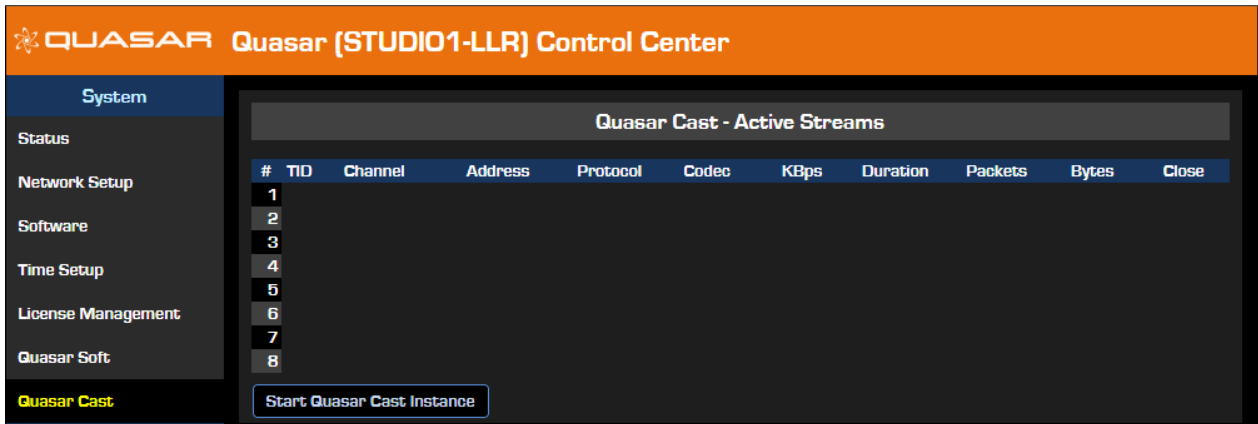 QUASAR Quasar (STUDIO1-LLR) Control Center
System
Status
Network Setup
Software
Time Setup
License Management
Quasar Soft
Quasar Cast
Quasar Cast - Active Streams
# TID Channel Address Protocol Codec KBps Duration Packets Bytes Close
1
2
3
4
5
6
7
8
Start Quasar Cast Instance